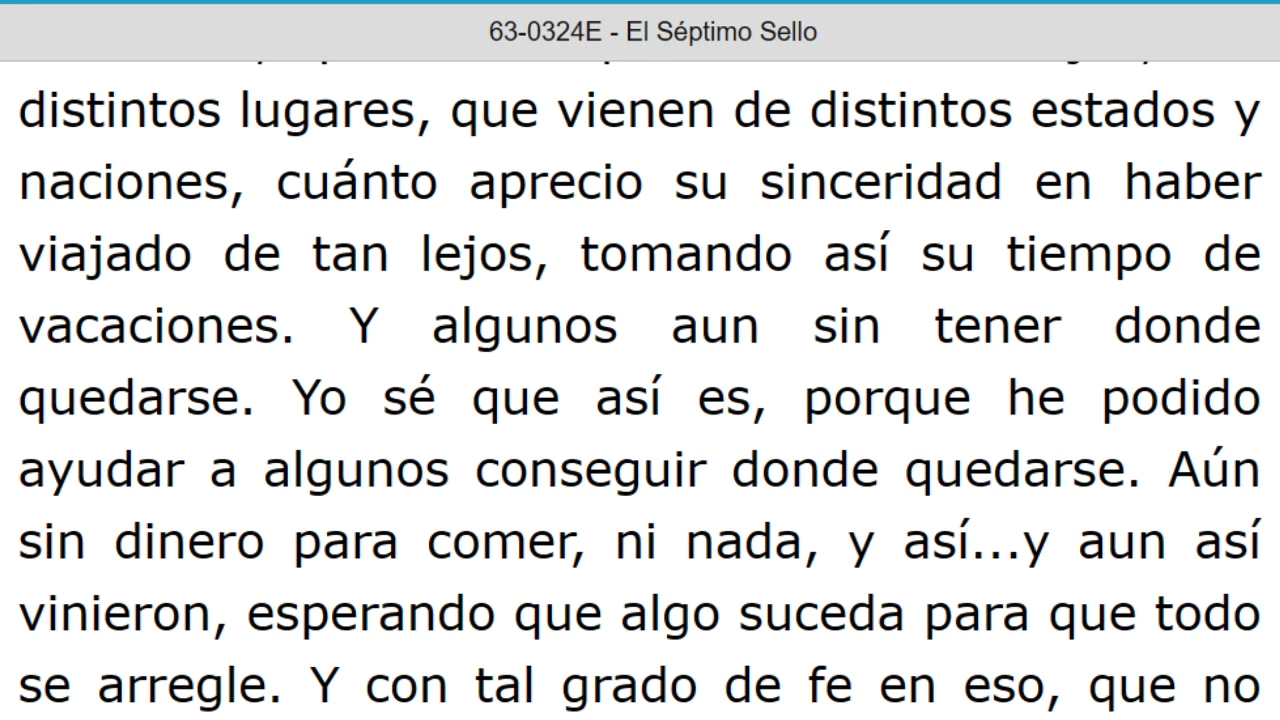 63-0324E - El Séptimo Sello
distintos lugares, que vienen de distintos estados y
naciones, cuánto aprecio su sinceridad en haber
viajado de tan lejos, tomando así su tiempo de
vacaciones. Y algunos aun sin tener donde
quedarse. Yo sé que así es, porque he podido
ayudar a algunos conseguir donde quedarse. Aún
sin dinero para comer, ni nada, y así...y aun así
vinieron, esperando que algo suceda para que todo
se arregle. Y con tal grado de fe en eso, que no